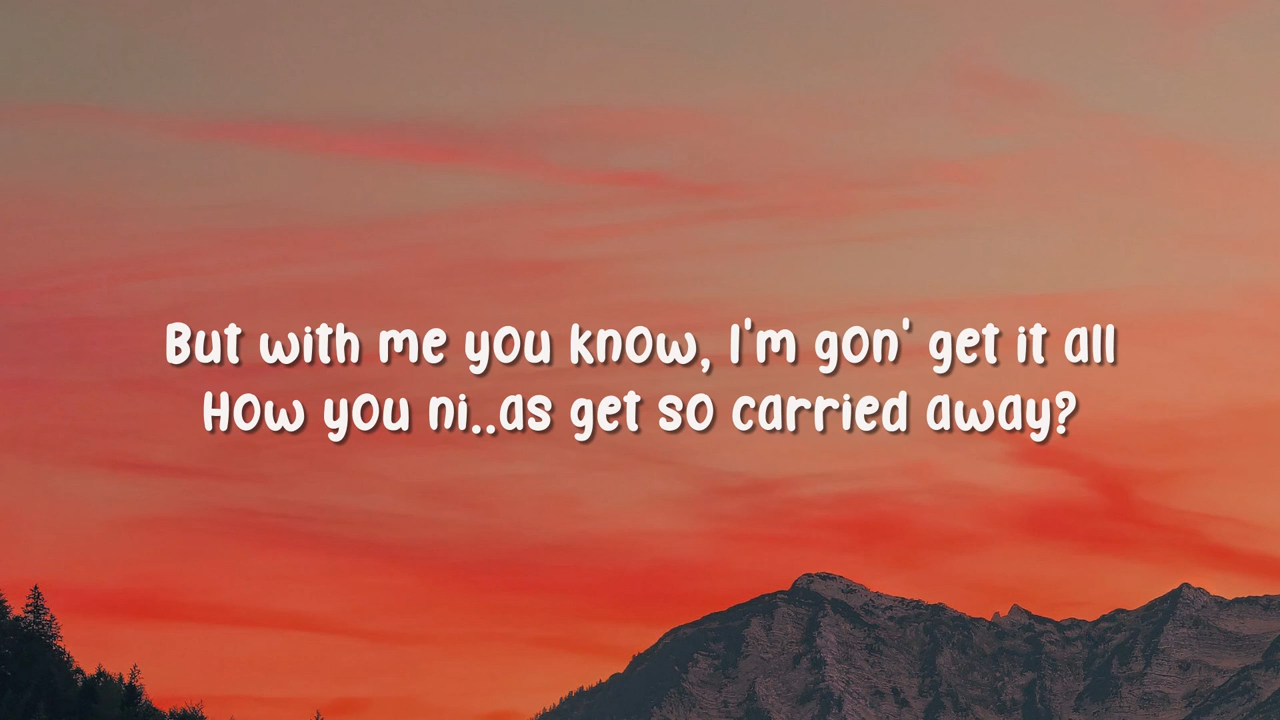 But with me you know, I'm gon' get it all
How you ni..as get so carried away?